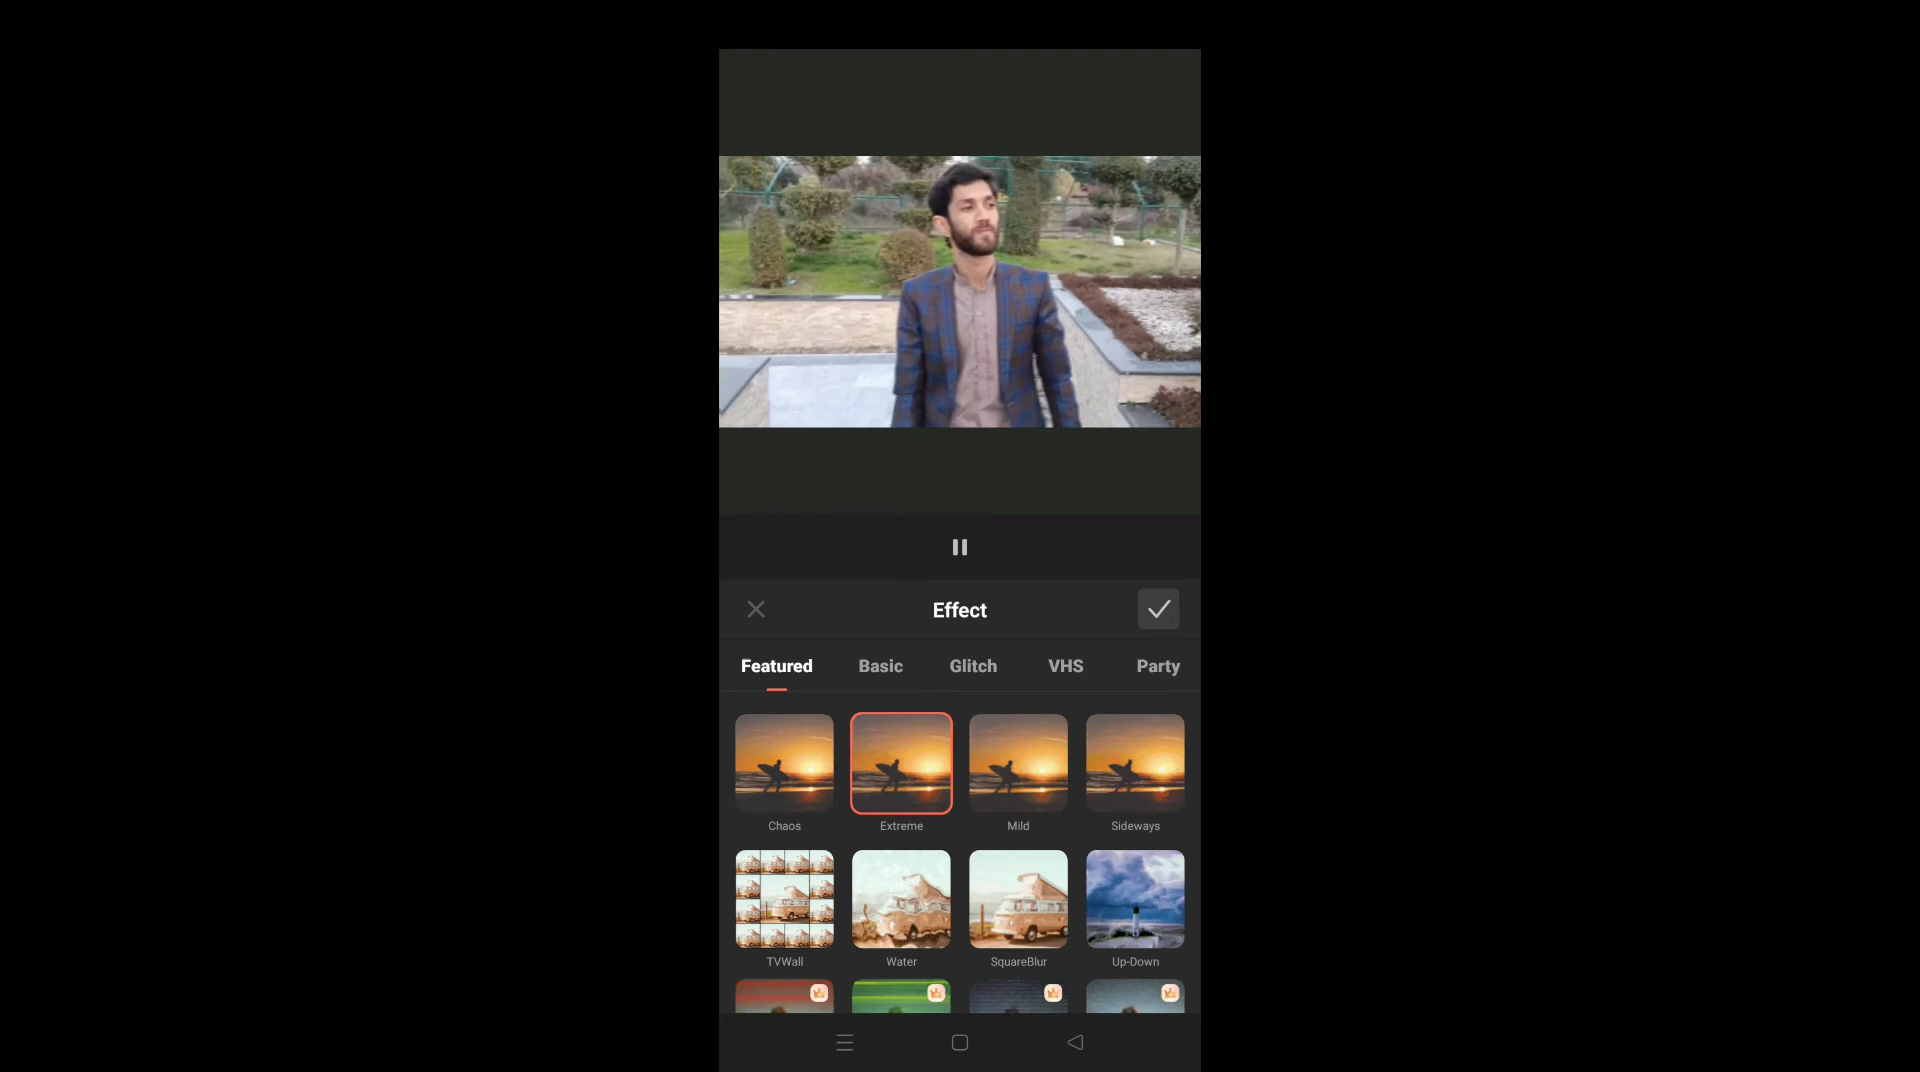 Effect
Featured Basic Glitch VHS Party
Chaos Extreme Mild Sideways
TVWall Water SquareBlur Up-Down